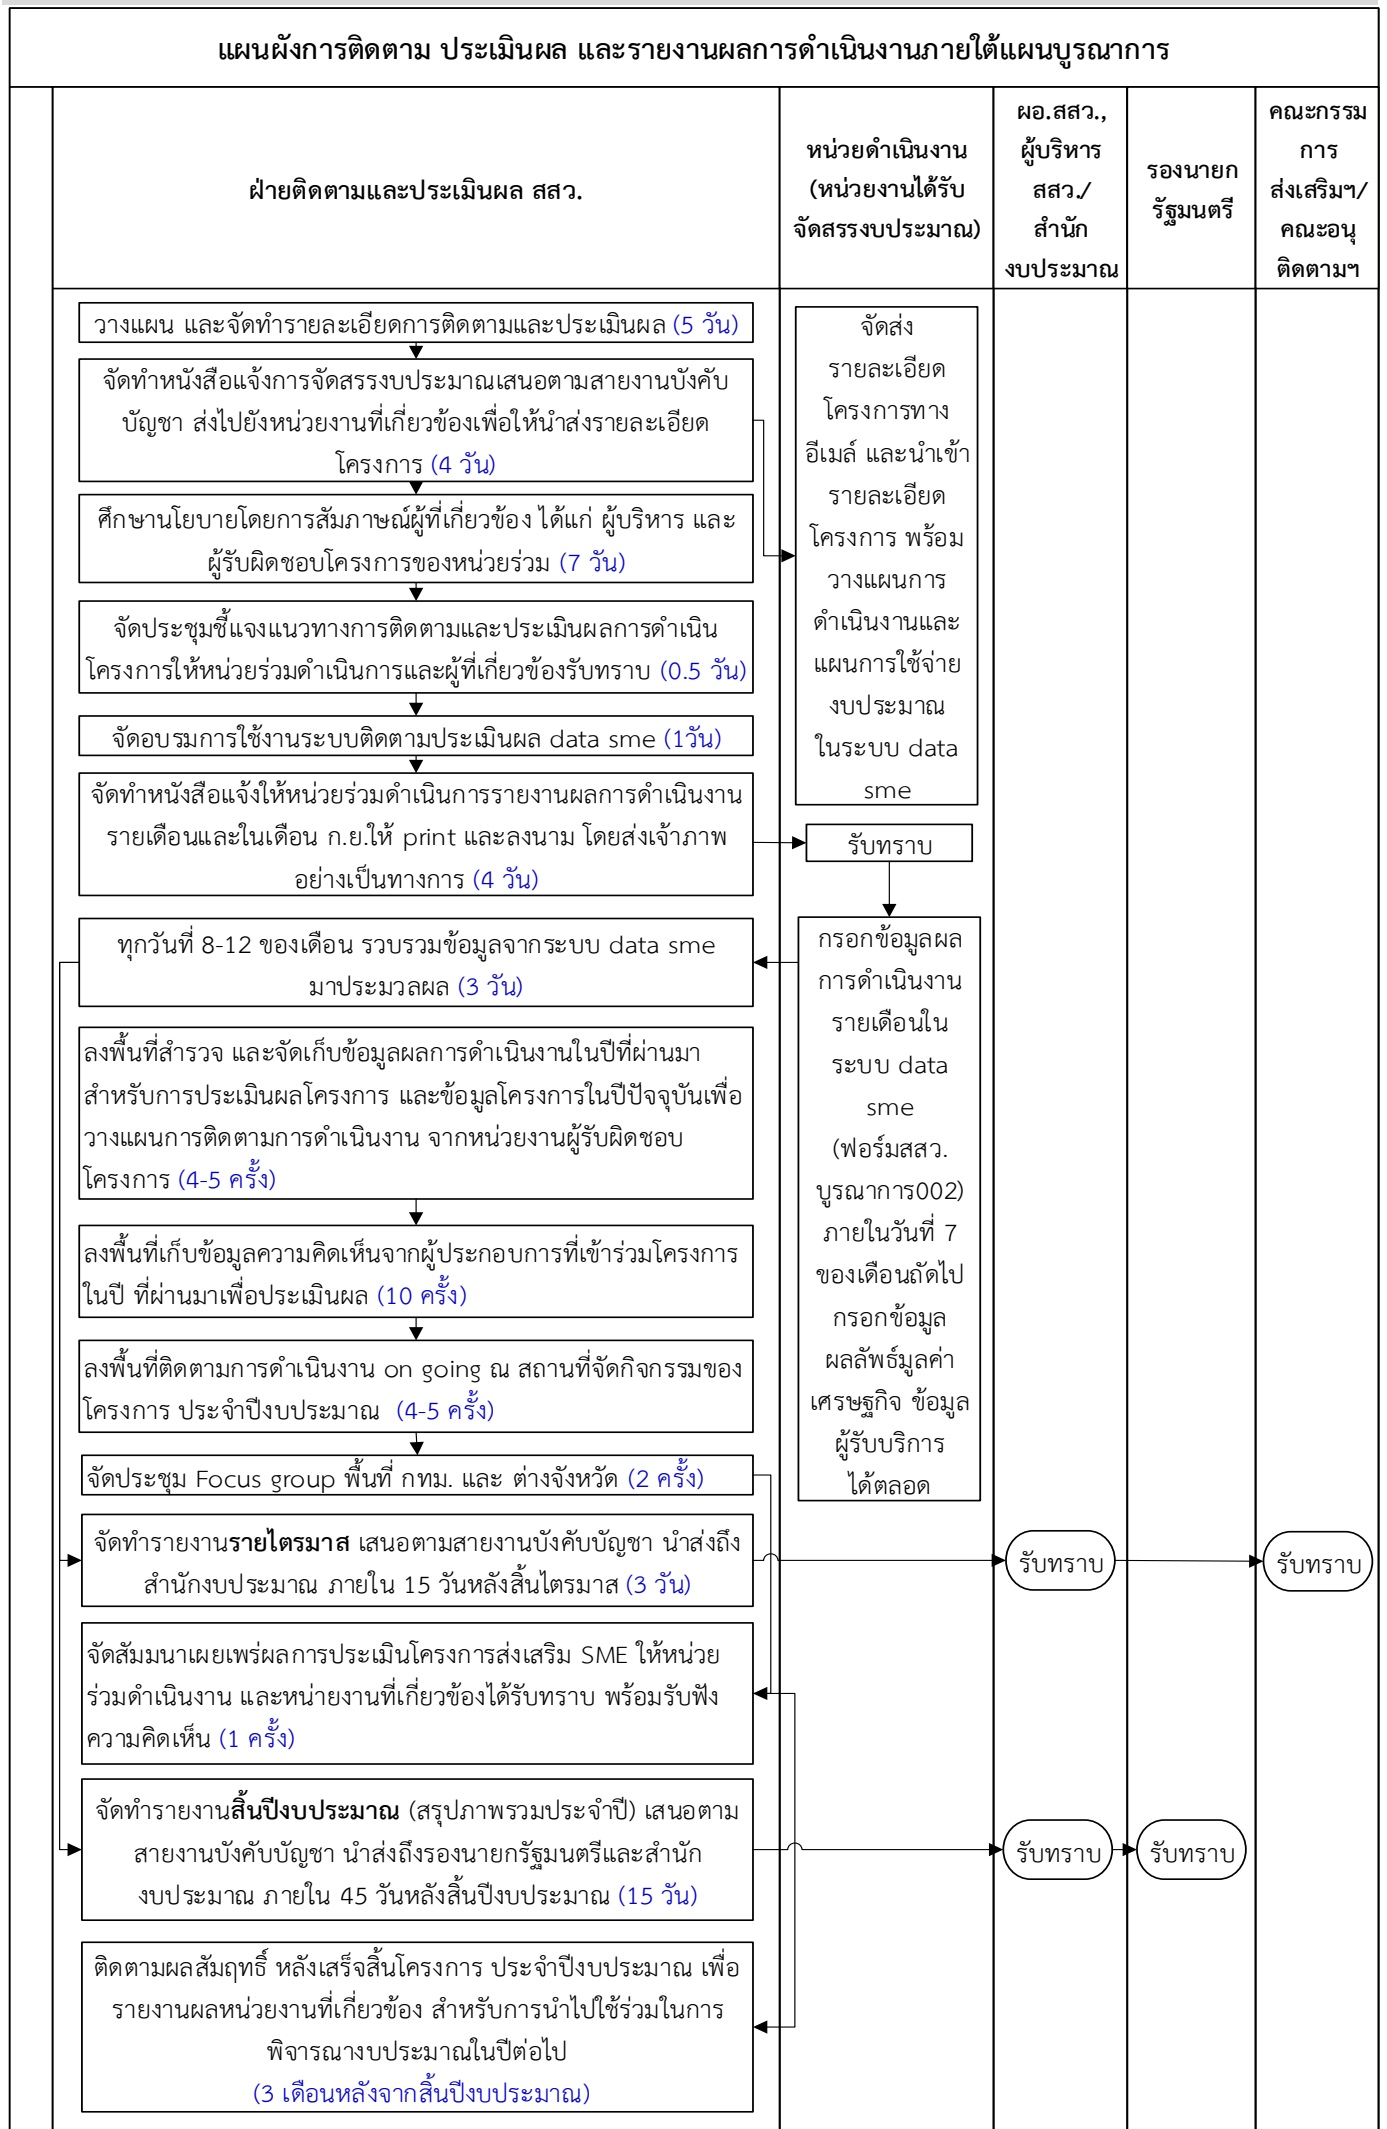 แผนผังการติดตาม ประเมินผล และรายงานผลการดำเนินงานภายใต้แผนบูรณาการ
ฝ่ายติดตามและประเมินผล สสว.
หน่วยดำเนินงาน
(หน่วยงานได้รับ
จัดสรรงบประมาณ)
ผอ.สสว.,
ผู้บริหาร
สสว./
สำนัก
งบประมาณ
รองนายก
รัฐมนตรี
คณะกรรม
การ
ส่งเสริมฯ/
คณะอนุ
ติดตามฯ
วางแผน และจัดทำรายละเอียดการติดตามและประเมินผล (5 วัน)
จัดทำหนังสือแจ้งการจัดสรรงบประมาณเสนอตามสายงานบังคับ
บัญชา ส่งไปยังหน่วยงานที่เกี่ยวข้องเพื่อให้นำส่งรายละเอียด
โครงการ (4 วัน)
ศึกษานโยบายโดยการสัมภาษณ์ผู้ที่เกี่ยวข้อง ได้แก่ ผู้บริหาร และ
ผู้รับผิดชอบโครงการของหน่วยร่วม (7 วัน)
จัดประชุมชี้แจงแนวทางการติดตามและประเมินผลการดำเนิน
โครงการให้หน่วยร่วมดำเนินการและผู้ที่เกี่ยวข้องรับทราบ (0.5 วัน)
จัดอบรมการใช้งานระบบติดตามประเมินผล data sme (1วัน)
จัดทำหนังสือแจ้งให้หน่วยร่วมดำเนินการรายงานผลการดำเนินงาน
รายเดือนและในเดือน ก.ย.ให้ print และลงนาม โดยส่งเจ้าภาพ
อย่างเป็นทางการ (4 วัน)
จัดส่ง
รายละเอียด
โครงการทาง
อีเมล์ และนำเข้า
รายละเอียด
โครงการ พร้อม
วางแผนการ
ดำเนินงานและ
แผนการใช้จ่าย
งบประมาณ
ในระบบ data
sme
รับทราบ
ทุกวันที่ 8-12 ของเดือน รวบรวมข้อมูลจากระบบ data sme
มาประมวลผล (3 วัน)
กรอกข้อมูลผล
การดำเนินงาน
รายเดือนใน
ระบบ data
sme
(ฟอร์มสสว.
บูรณาการ002)
ภายในวันที่ 7
ของเดือนถัดไป
กรอกข้อมูล
ผลลัพธ์มูลค่า
เศรษฐกิจ ข้อมูล
ผู้รับบริการ
ได้ตลอด
ลงพื้นที่สำรวจ และจัดเก็บข้อมูลผลการดำเนินงานในปีที่ผ่านมา
สำหรับการประเมินผลโครงการ และข้อมูลโครงการในปีปัจจุบันเพื่อ
วางแผนการติดตามการดำเนินงาน จากหน่วยงานผู้รับผิดชอบ
โครงการ (4-5 ครั้ง)
ลงพื้นที่เก็บข้อมูลความคิดเห็นจากผู้ประกอบการที่เข้าร่วมโครงการ
ในปี ที่ผ่านมาเพื่อประเมินผล (10 ครั้ง)
ลงพื้นที่ติดตามการดำเนินงาน on going ณ สถานที่จัดกิจกรรมของ
โครงการ ประจำปีงบประมาณ (4-5 ครั้ง)
จัดประชุม Focus group พื้นที่ กทม. และ ต่างจังหวัด (2 ครั้ง)
จัดทำรายงานรายไตรมาส เสนอตามสายงานบังคับบัญชา นำส่งถึง
สำนักงบประมาณ ภายใน 15 วันหลังสิ้นไตรมาส (3 วัน)
รับทราบ
รับทราบ
จัดสัมมนาเผยเพร่ผลการประเมินโครงการส่งเสริม SME ให้หน่วย
ร่วมดำเนินงาน และหน่ายงานที่เกี่ยวข้องได้รับทราบ พร้อมรับฟัง
ความคิดเห็น (1 ครั้ง)
จัดทำรายงานสิ้นปีงบประมาณ (สรุปภาพรวมประจำปี) เสนอตาม
สายงานบังคับบัญชา นำส่งถึงรองนายกรัฐมนตรีและสำนัก
งบประมาณ ภายใน 45 วันหลังสิ้นปีงบประมาณ (15 วัน)
รับทราบ
รับทราบ
ติดตามผลสัมฤทธิ์ หลังเสร็จสิ้นโครงการ ประจำปีงบประมาณ เพื่อ
รายงานผลหน่วยงานที่เกี่ยวข้อง สำหรับการนำไปใช้ร่วมในการ
พิจารณางบประมาณในปีต่อไป
(3 เดือนหลังจากสิ้นปีงบประมาณ)